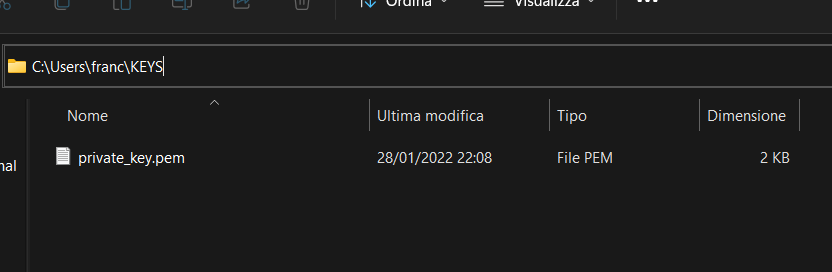 Ordina Visualizza
C:\Users\franc\KEYS
Nome Ultima modifica Tipo Dimensione
private_key.pem 28/01/2022 22:08 File PEM 2 KB
nal